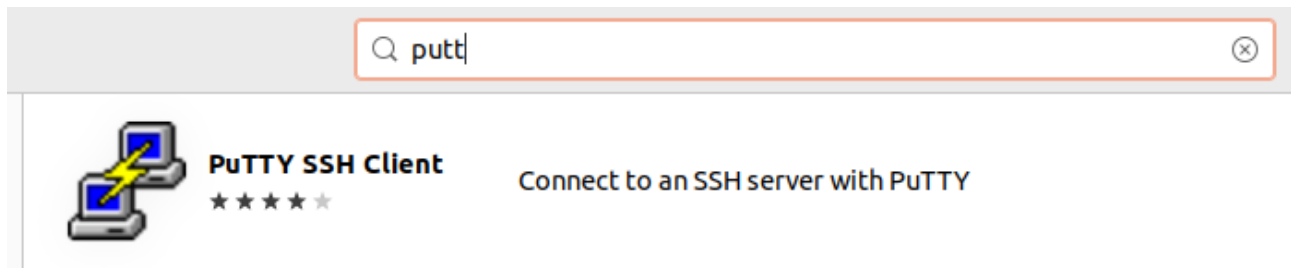 putt
PuTTY SSH Client
Connect to an SSH server with PuTTY